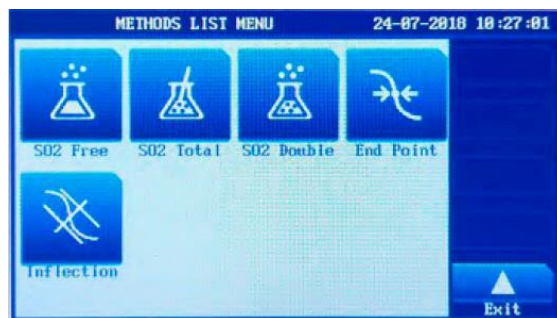 METHODS LIST MENU 24-07-2018 10:27:01
SO2 Free SO2 Total SO2 Double End Point
Inflection
Exit